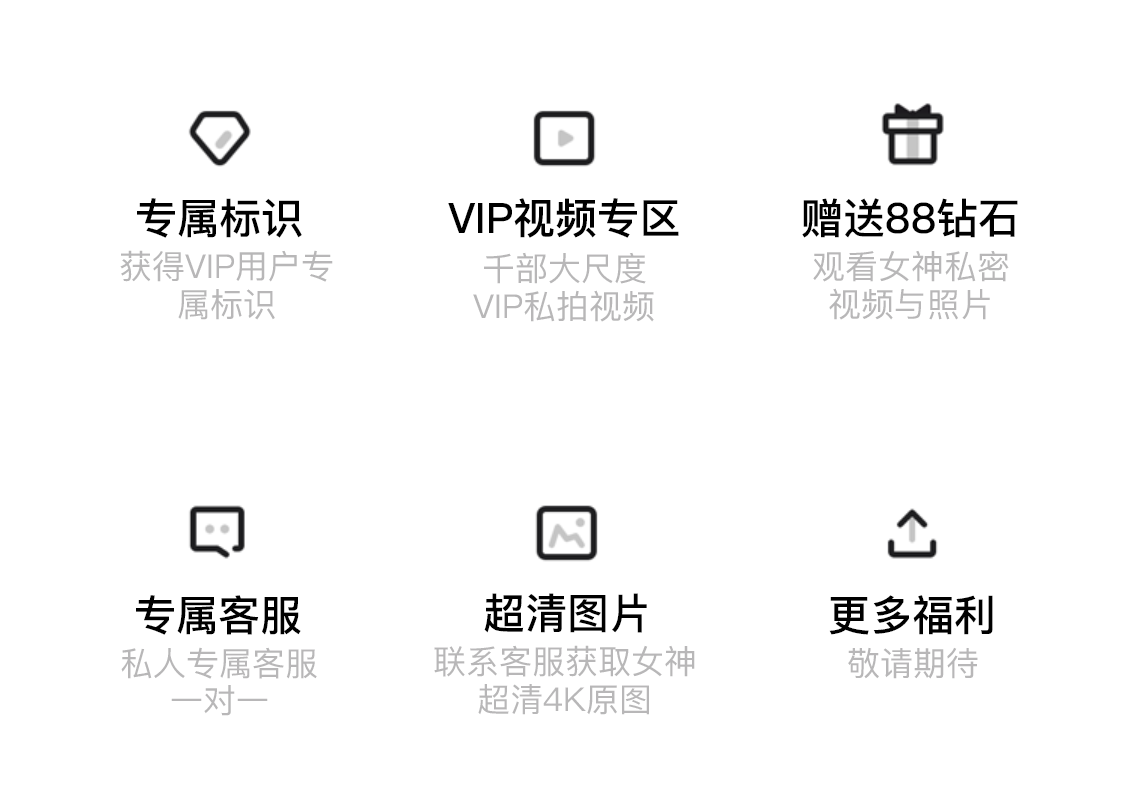 专属标识
获得VIP用户专
属标识
VIP视频专区
千部大尺度
VIP私拍视频
赠送88钻石
观看女神私密
视频与照片
专属客服
私人专属客服
一对一
超清图片
联系客服获取女神
超清4K原图
更多福利
敬请期待